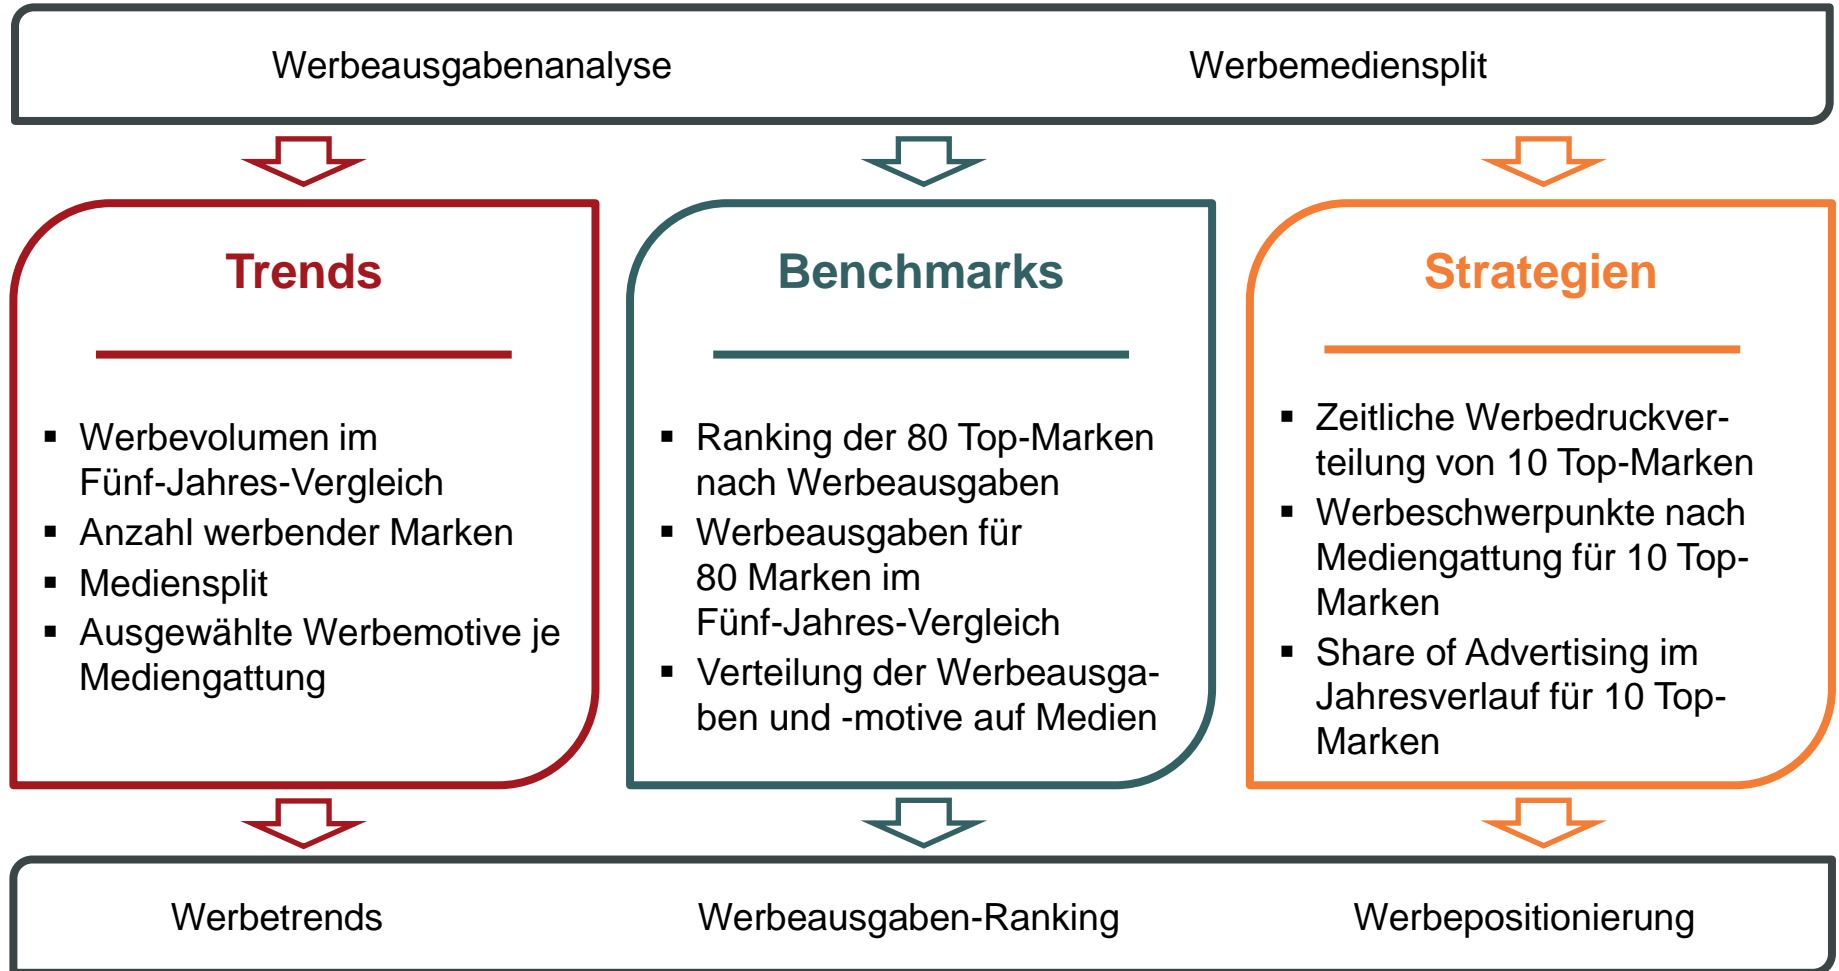 Werbeausgabenanalyse
Werbemediensplit
Trends
Werbevolumen im
Fünf-Jahres-Vergleich
Anzahl werbender Marken
Mediensplit
Ausgewählte Werbemotive je
Mediengattung
Benchmarks
Ranking der 80 Top-Marken
nach Werbeausgaben
Werbeausgaben für
80 Marken im
Fünf-Jahres-Vergleich
Verteilung der Werbeausga-
ben und -motive auf Medien
Strategien
Zeitliche Werbedruckver-
teilung von 10 Top-Marken
Werbeschwerpunkte nach
Mediengattung für 10 Top-
Marken
Share of Advertising im
Jahresverlauf für 10 Top-
Marken
Werbetrends
Werbeausgaben-Ranking
Werbepositionierung